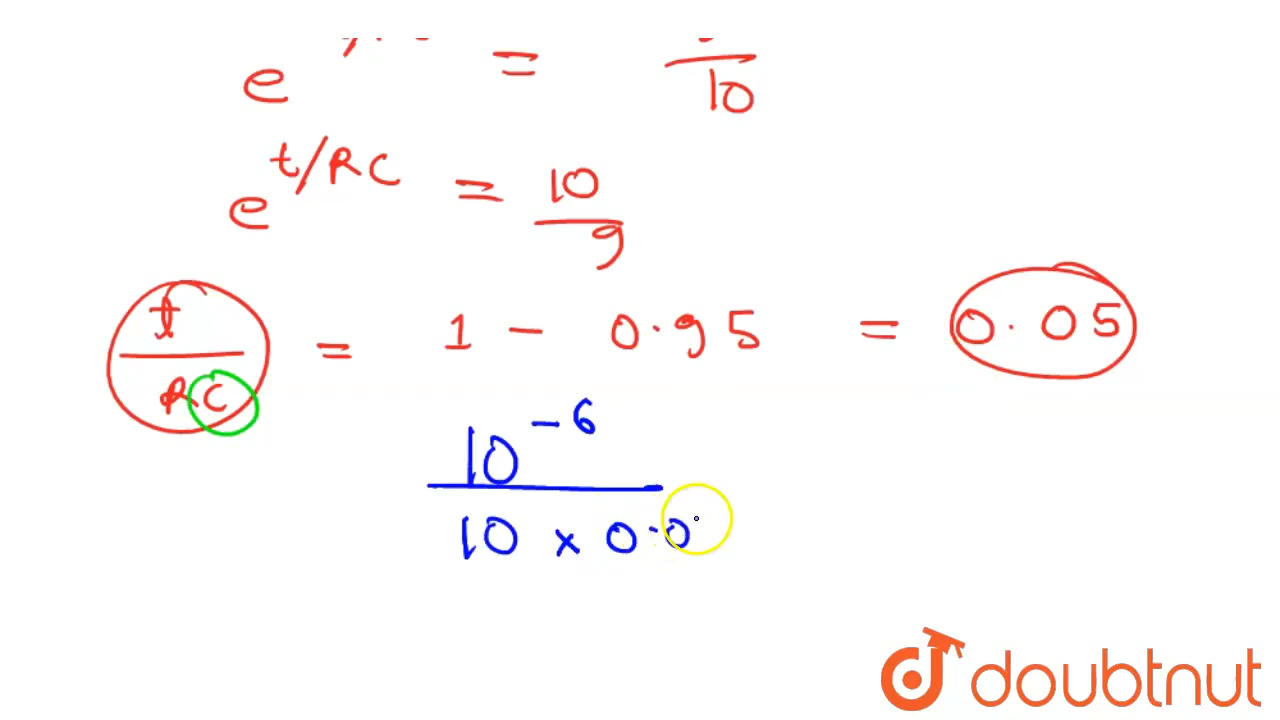 e = / 10
e^t/RC = 10/9
t/RC = 1 - 0.95 = 0.05
10^-6
10 x 0.0
doubtnut